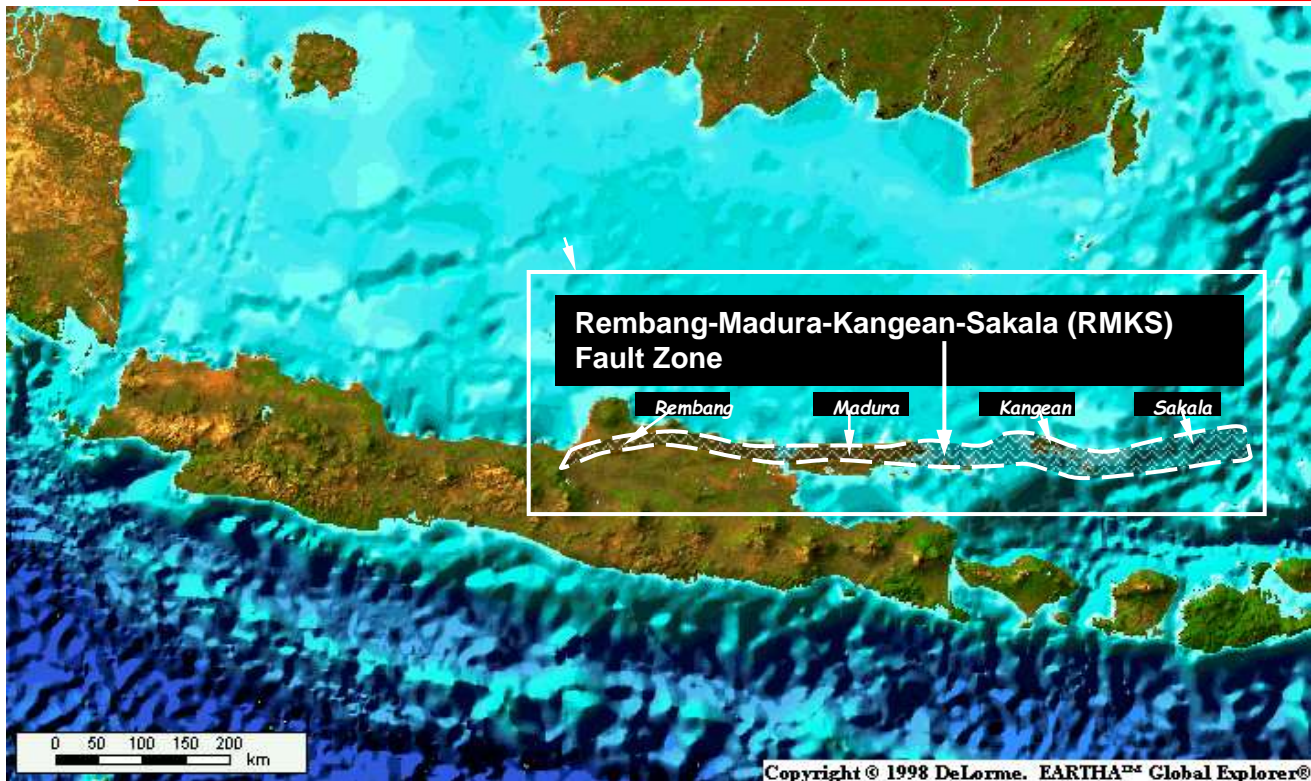 Rembang-Madura-Kangean-Sakala (RMKS)
Fault Zone
Rembang Madura Kangean Sakala
0 50 100 150 200
km
Copyright © 1998 DeLorme. EARTHA™ Global Explorer®